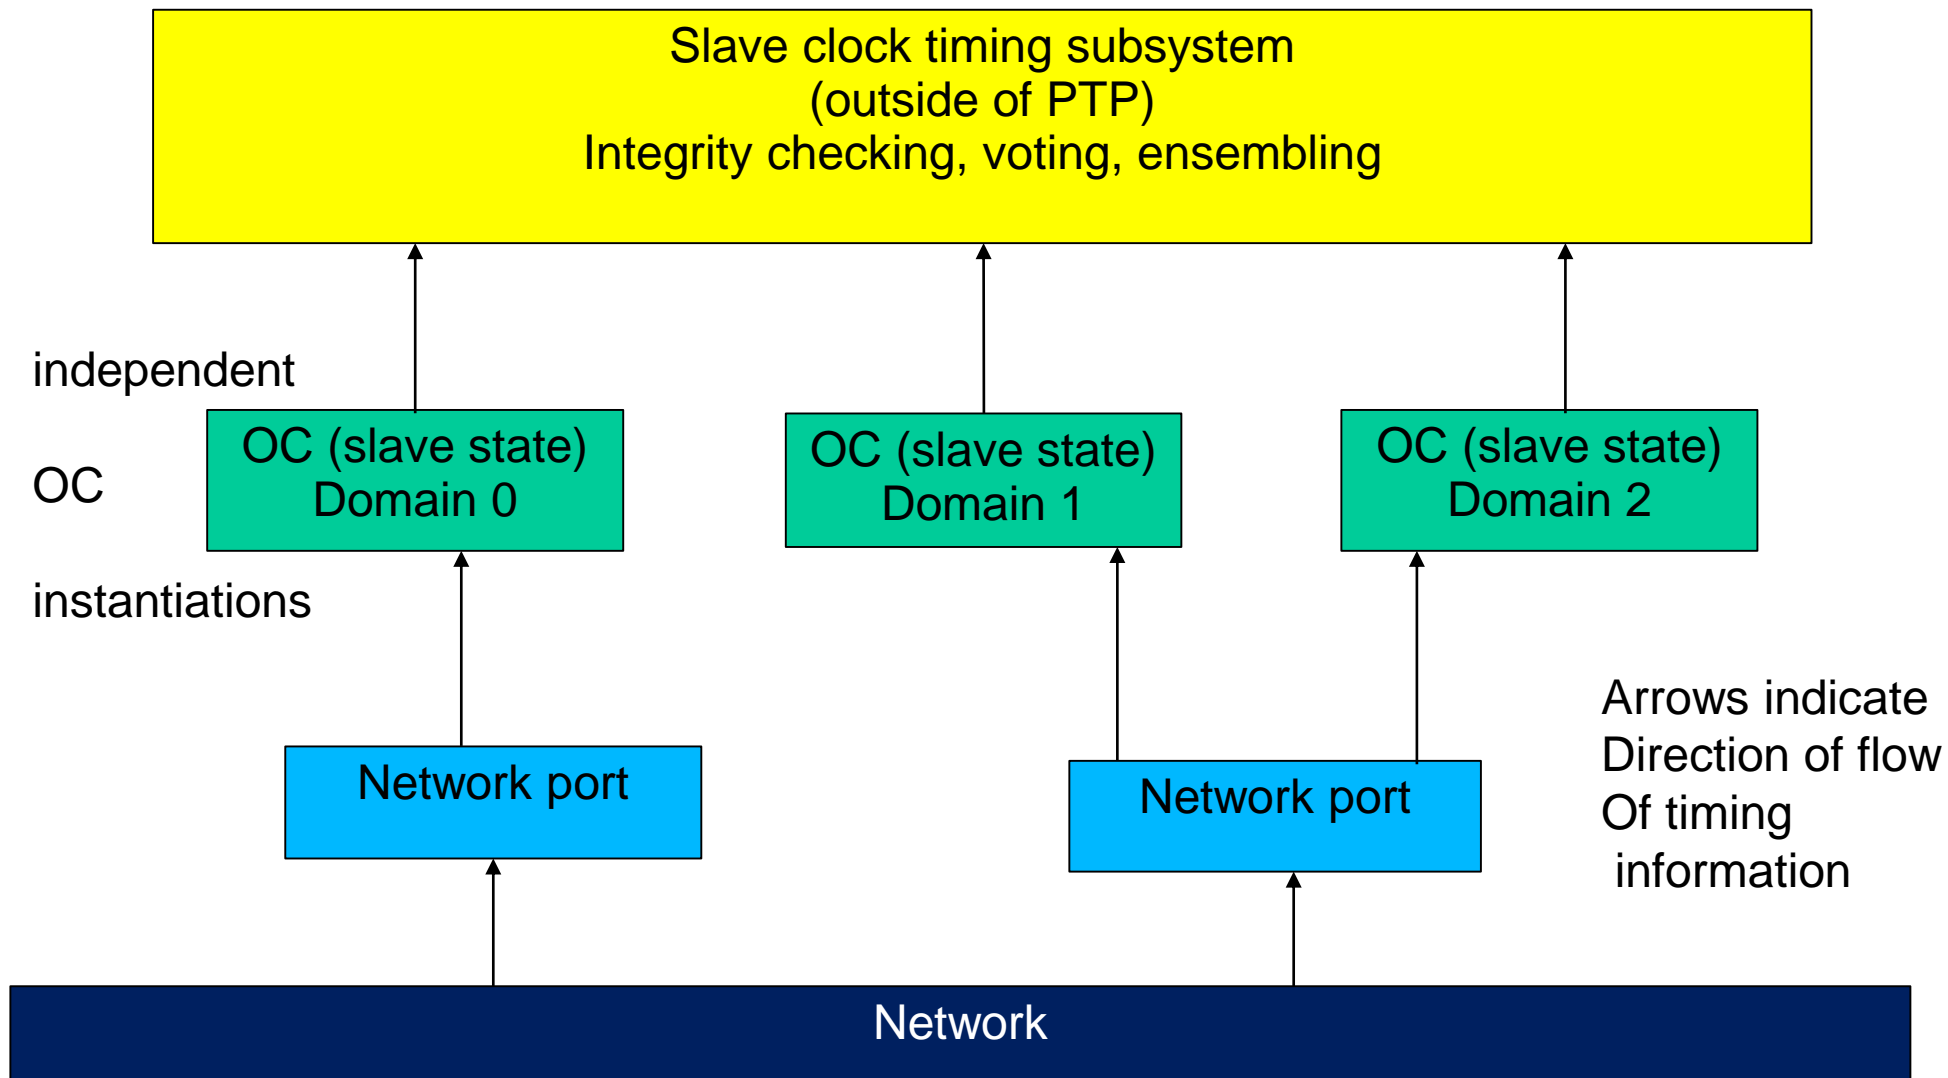 Slave clock timing subsystem
(outside of PTP)
Integrity checking, voting, ensembling
independent
OC
instantiations
OC (slave state)
Domain 0
OC (slave state)
Domain 1
OC (slave state)
Domain 2
Network port
Network port
Arrows indicate
Direction of flow
Of timing
information
Network